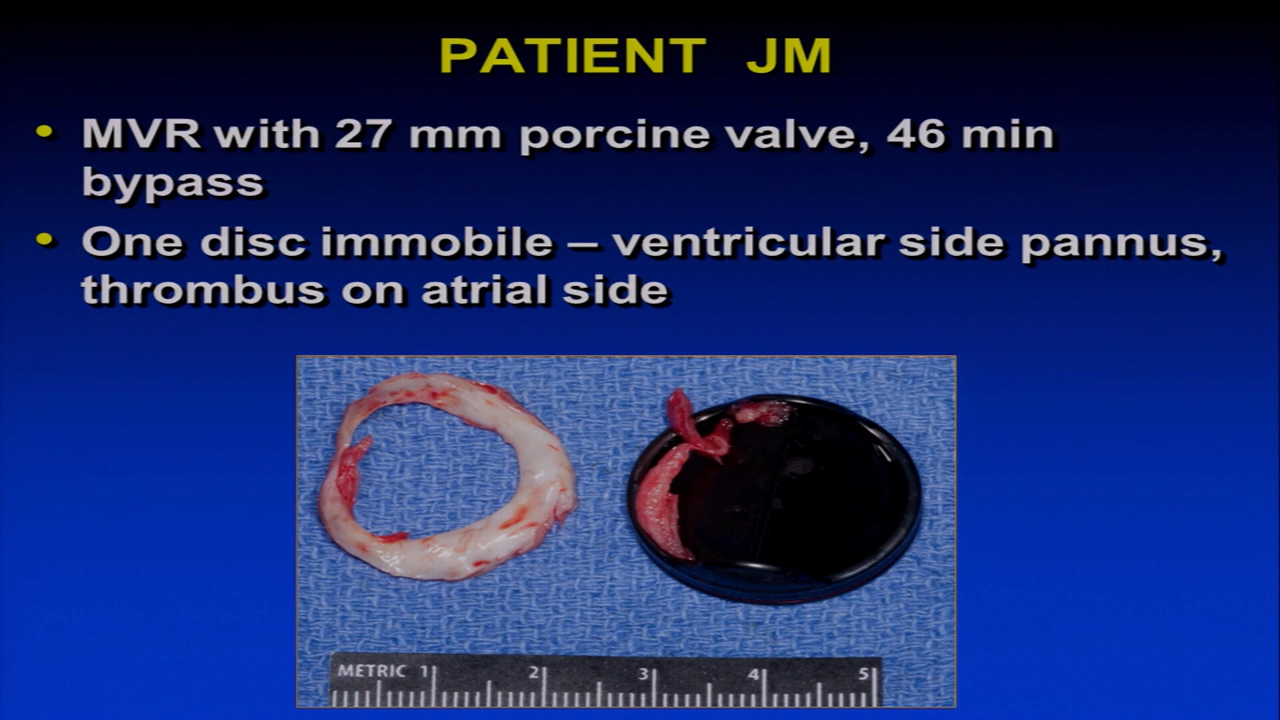 PATIENT JM
• MVR with 27 mm porcine valve, 46 min
bypass
• One disc immobile – ventricular side pannus,
thrombus on atrial side
METRIC 1 2 3 4 5